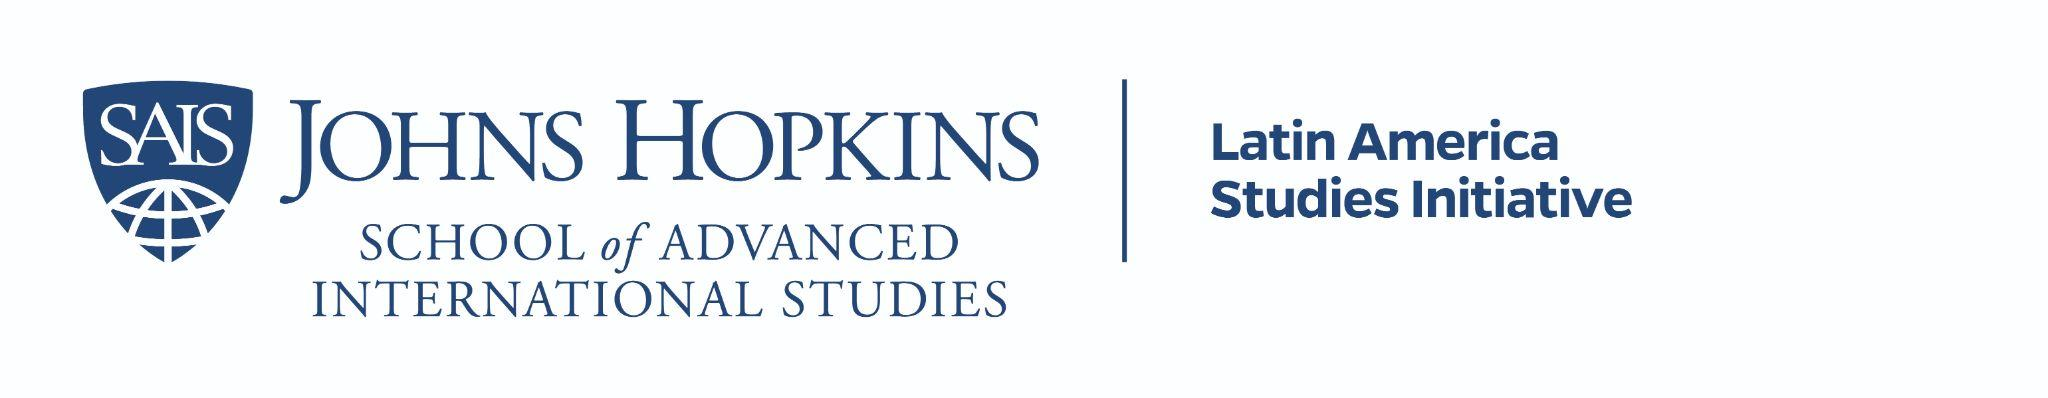 SAIS
JOHNS HOPKINS
SCHOOL of ADVANCED
INTERNATIONAL STUDIES
Latin America
Studies Initiative